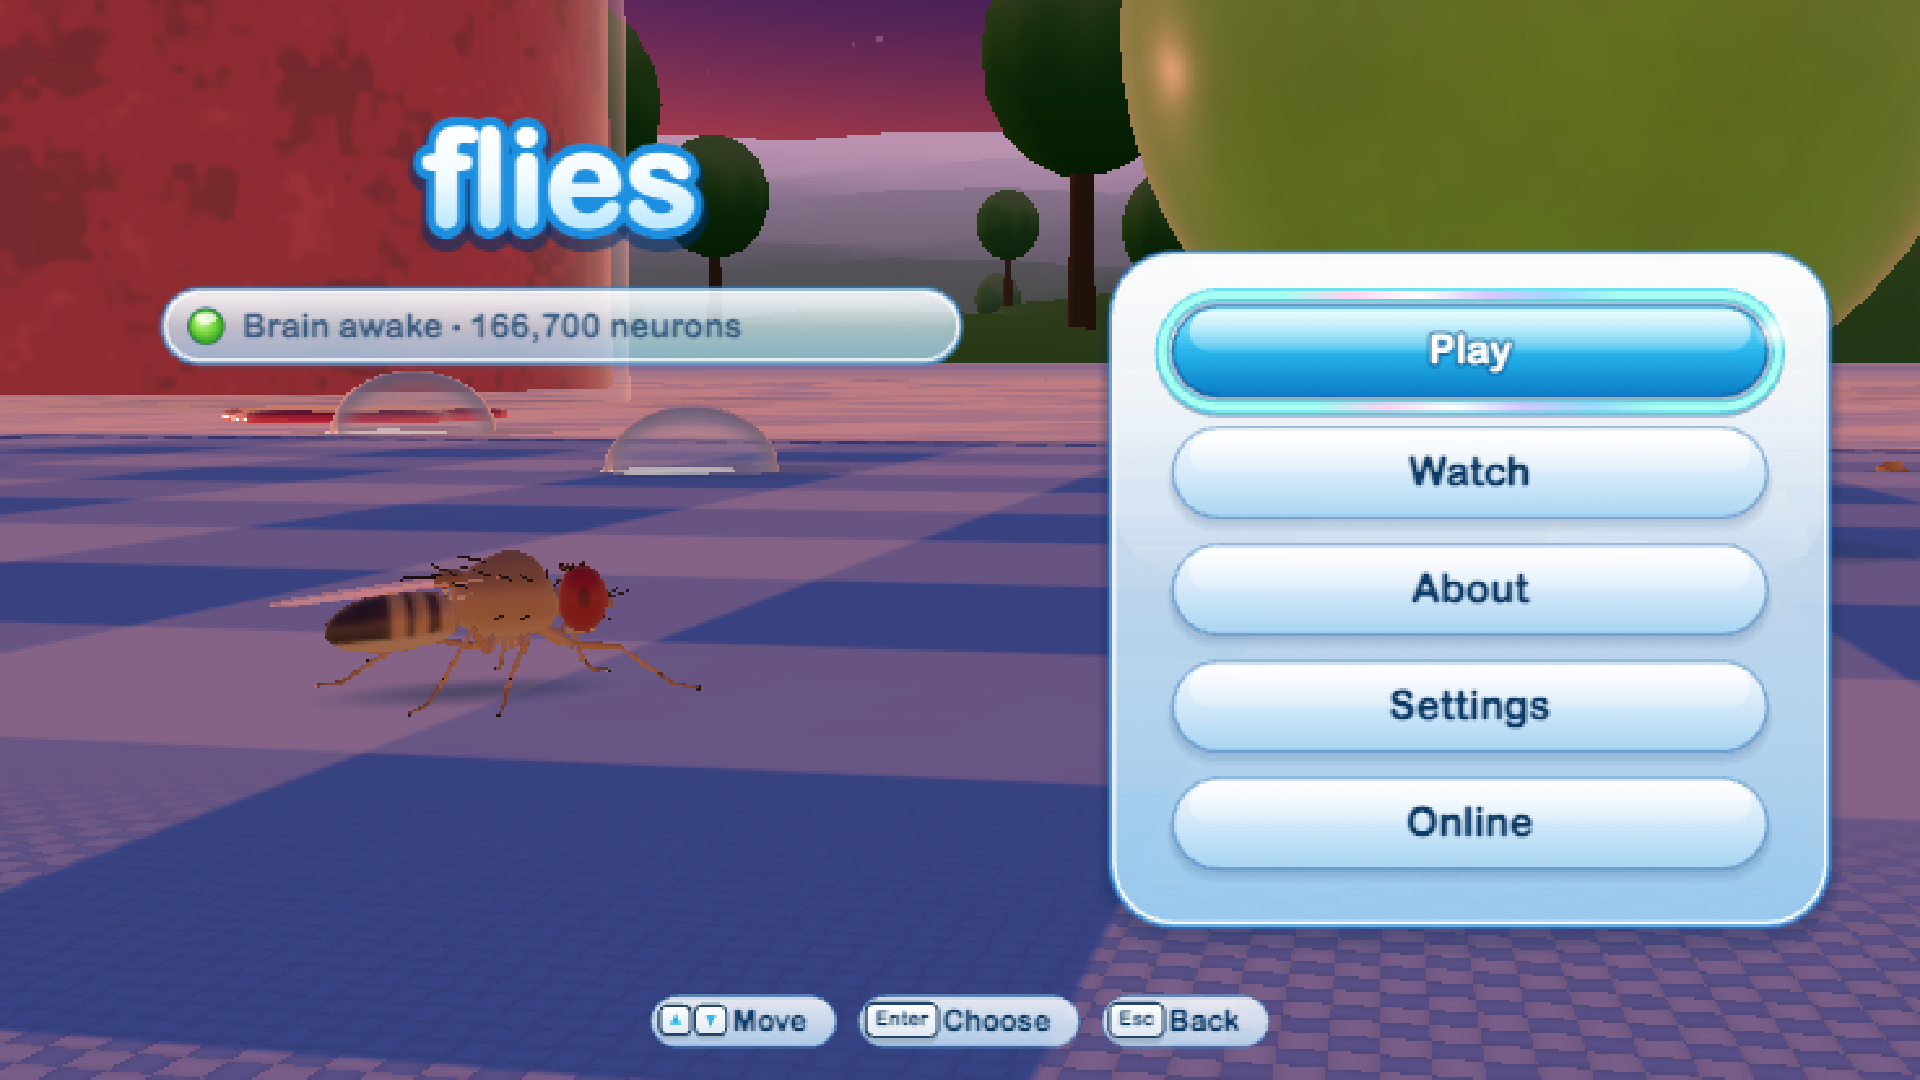 flies
Brain awake · 166,700 neurons
Play
Watch
About
Settings
Online
Move
Enter Choose
Esc Back